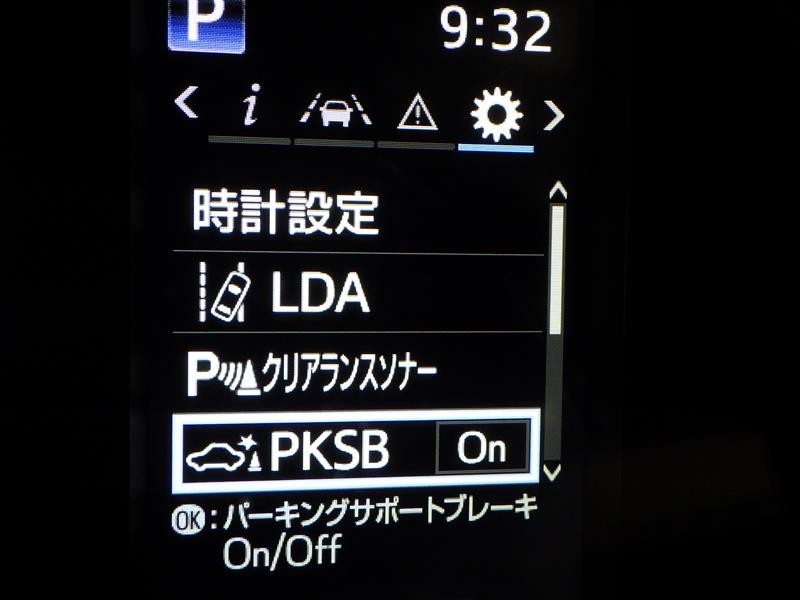 P
9:32
i
時計設定
LDA
Pクリアランスソナー
PKSB On
OK:パーキングサポートブレーキ
On/Off